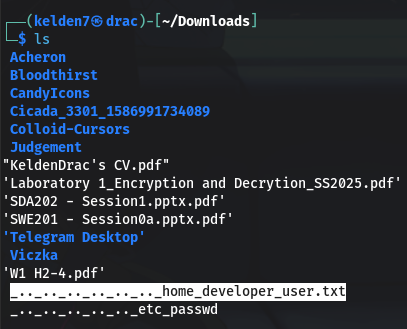 ┌──(kelden7㉿drac)-[~/Downloads]
└─$ ls
Acheron
Bloodthirst
CandyIcons
Cicada_3301_1586991734089
Colloid-Cursors
Judgement
"KeldenDrac's CV.pdf"
'Laboratory 1_Encryption and Decrytion_SS2025.pdf'
'SDA202 - Session1.pptx.pdf'
'SWE201 - Session0a.pptx.pdf'
'Telegram Desktop'
Viczka
'W1 H2-4.pdf'
_.._.._.._.._.._.._home_developer_user.txt
_.._.._.._.._.._etc_passwd